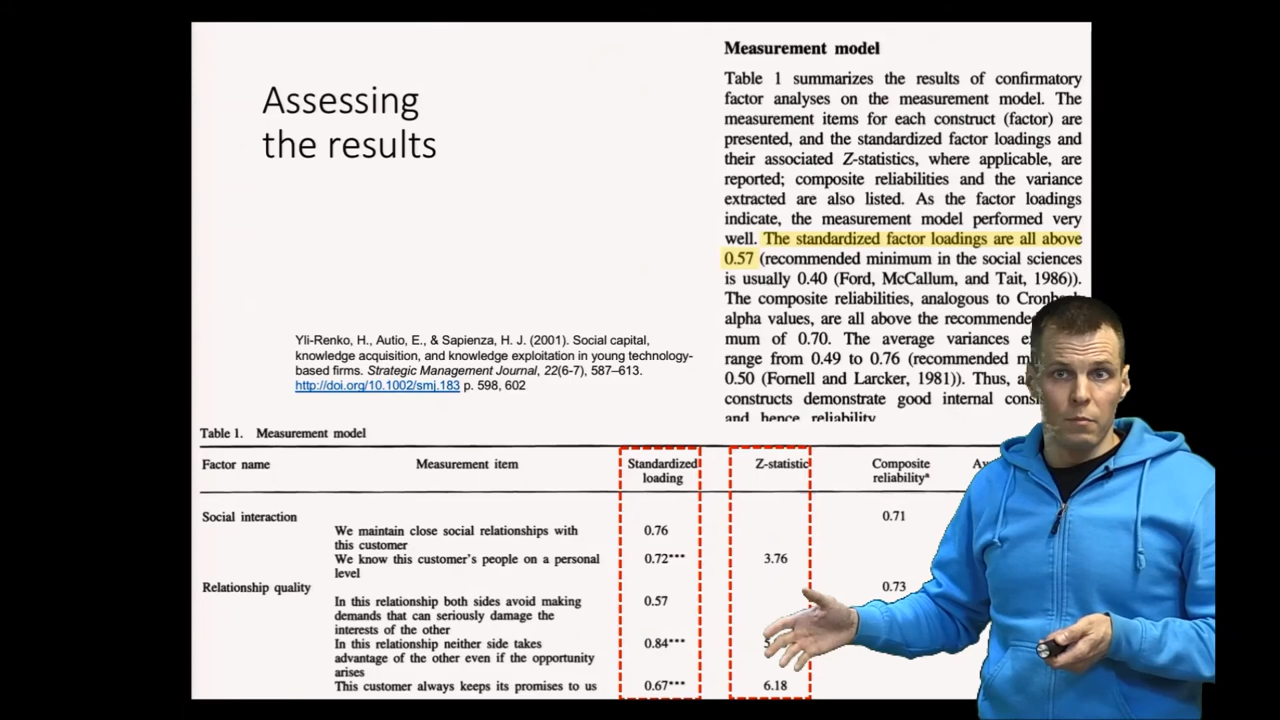 Assessing
the results
Measurement model
Table 1 summarizes the results of confirmatory
factor analyses on the measurement model. The
measurement items for each construct (factor) are
presented, and the standardized factor loadings and
their associated Z-statistics, where applicable, are
reported; composite reliabilities and the variance
extracted are also listed. As the factor loadings
indicate, the measurement model performed very
well. The standardized factor loadings are all above
0.57 (recommended minimum in the social sciences
is usually 0.40 (Ford, McCallum, and Tait, 1986)).
The composite reliabilities, analogous to
alpha values, are all above the recommended
mum of 0.70. The average variances
range from 0.49 to 0.76 (recommended
0.50 (Fornell and Larcker, 1981)). Thus,
constructs demonstrate good internal
and hence reliability
Yli-Renko, H., Autio, E., & Sapienza, H. J. (2001). Social capital,
knowledge acquisition, and knowledge exploitation in young technology-
based firms. Strategic Management Journal, 22(6-7), 587–613.
http://doi.org/10.1002/smj.183 p. 598, 602
Table 1. Measurement model
Factor name Measurement item Standardized loading Z-statistic Composite reliabilityᵃ
Social interaction 0.71
We maintain close social relationships with 0.76
this customer
We know this customer's people on a personal 0.72*** 3.76
level
Relationship quality 0.73
In this relationship both sides avoid making 0.57
demands that can seriously damage the
interests of the other
In this relationship neither side takes 0.84***
advantage of the other even if the opportunity
arises
This customer always keeps its promises to us 0.67*** 6.18